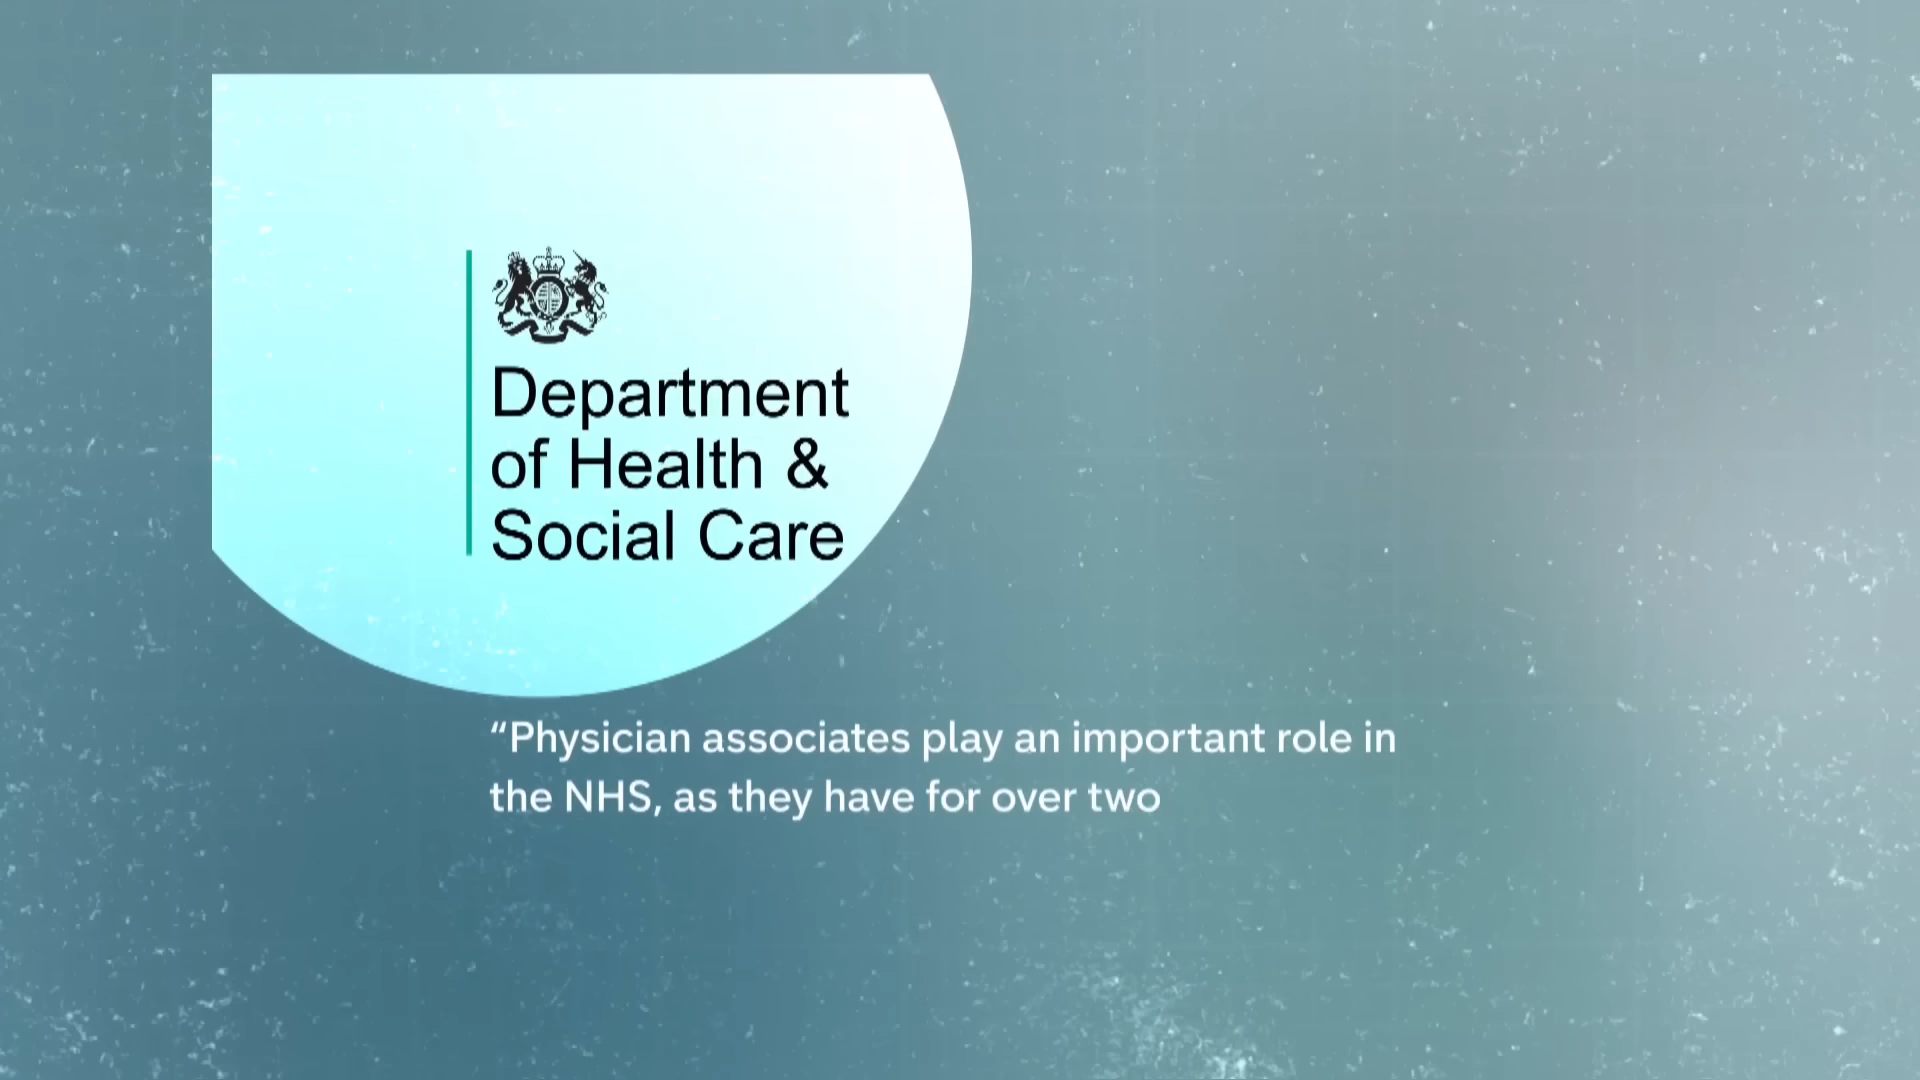 Department
of Health &
Social Care
“Physician associates play an important role in
the NHS, as they have for over two